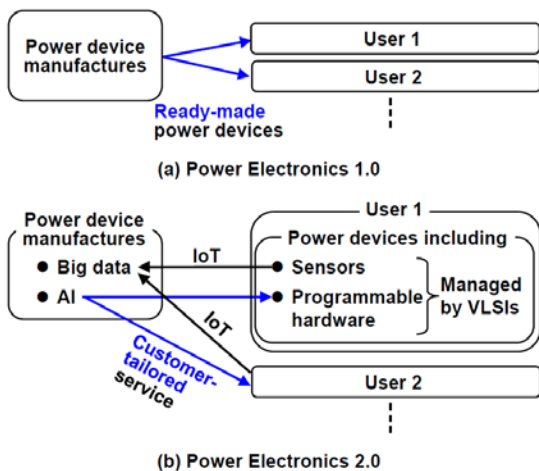 Power device
manufactures
User 1
User 2
Ready-made
power devices
(a) Power Electronics 1.0
Power device
manufactures
● Big data
● AI
IoT
IoT
Customer-
tailored
service
User 1
Power devices including
● Sensors
● Programmable
hardware
Managed
by VLSIs
User 2
(b) Power Electronics 2.0